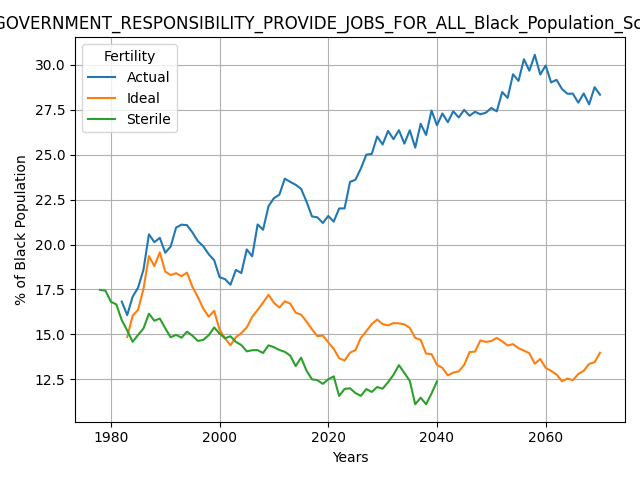 GOVERNMENT_RESPONSIBILITY_PROVIDE_JOBS_FOR_ALL_Black_Population_Sc
Fertility
Actual
Ideal
Sterile
% of Black Population
30.0
27.5
25.0
22.5
20.0
17.5
15.0
12.5
1980
2000
2020
2040
2060
Years